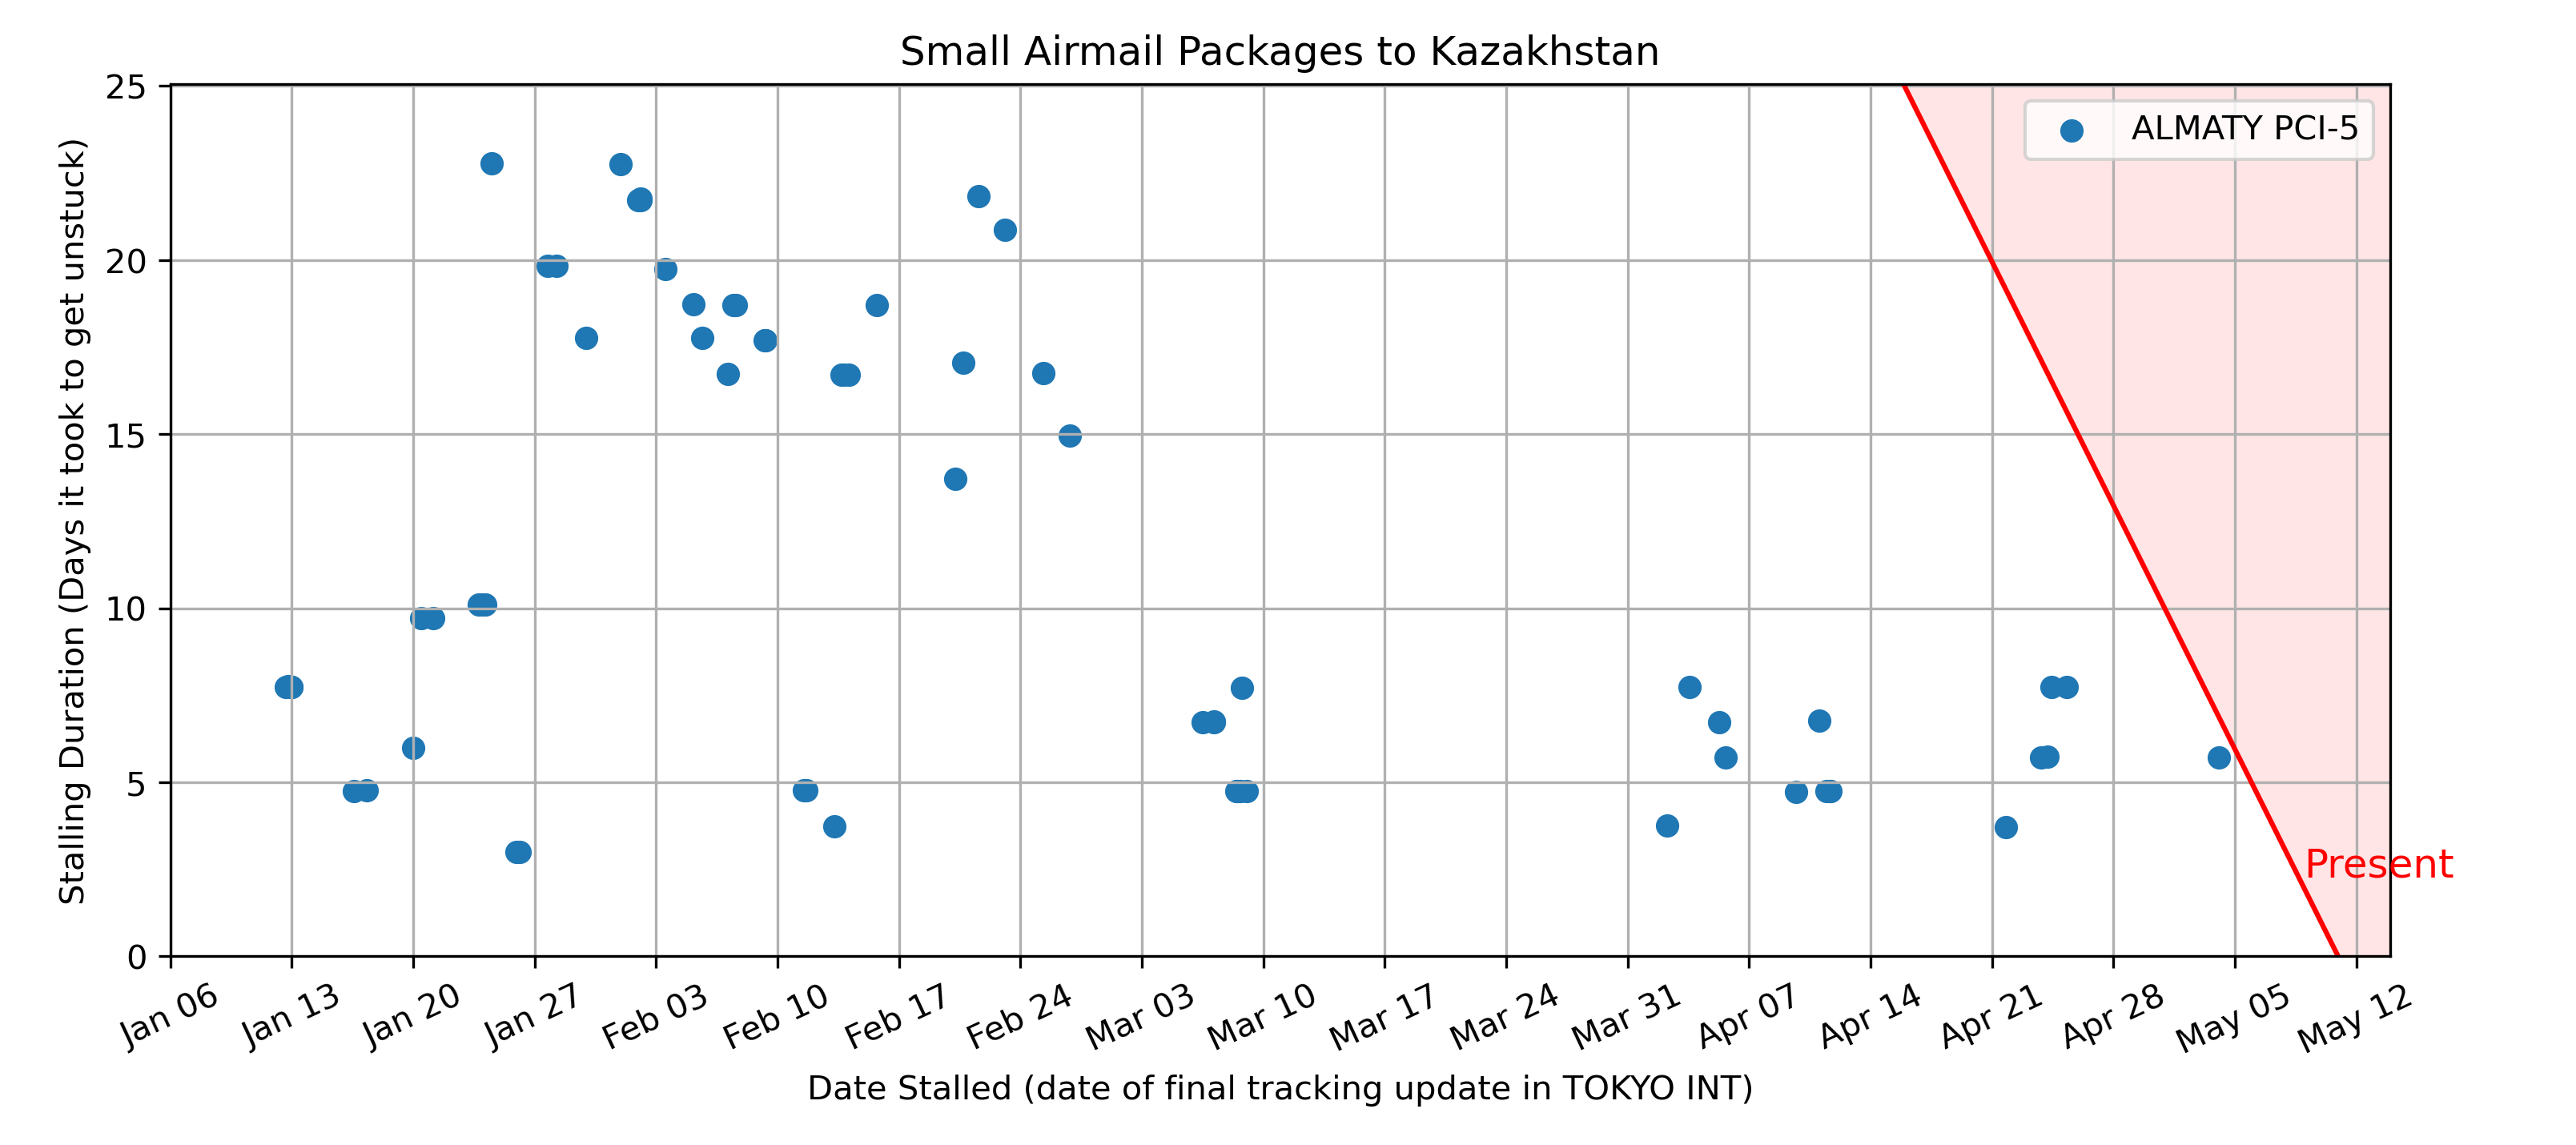 Small Airmail Packages to Kazakhstan
Stalling Duration (Days it took to get unstuck)
25
20
15
10
5
0
ALMATY PCI-5
Present
Jan 06
Jan 13
Jan 20
Jan 27
Feb 03
Feb 10
Feb 17
Feb 24
Mar 03
Mar 10
Mar 17
Mar 24
Mar 31
Apr 07
Apr 14
Apr 21
Apr 28
May 05
May 12
Date Stalled (date of final tracking update in TOKYO INT)